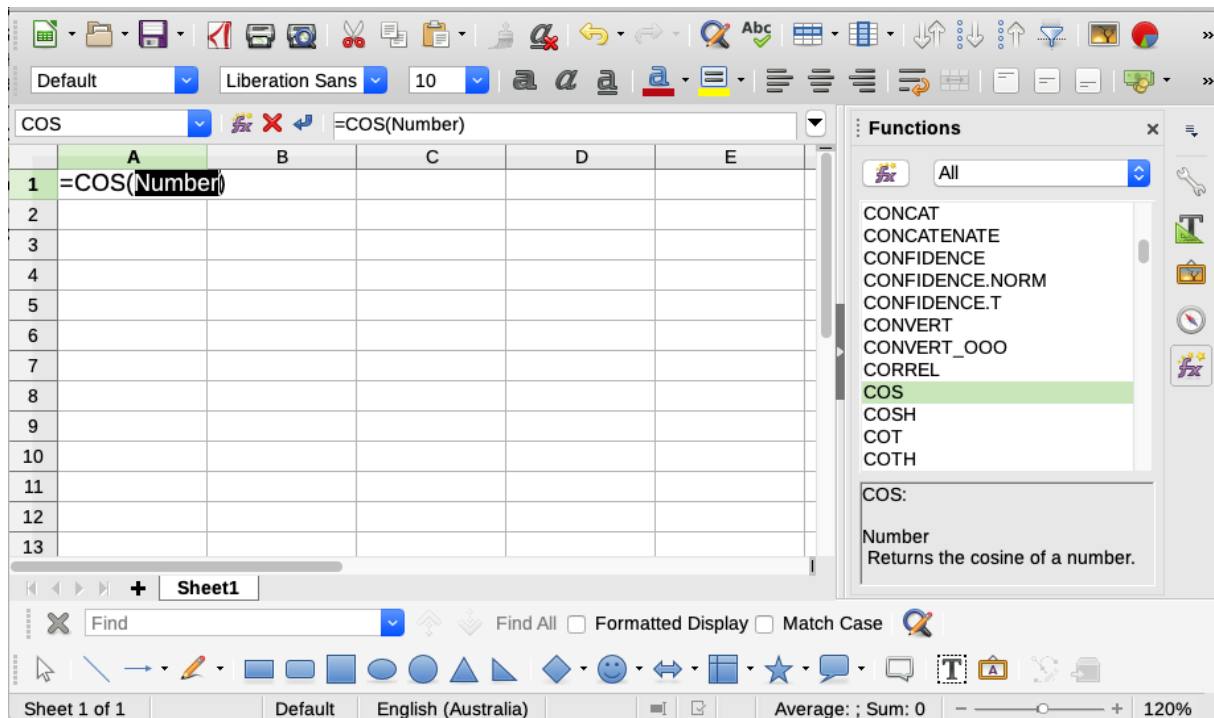 Abc
Default Liberation Sans 10 a a a a
COS =COS(Number)
Functions
A B C D E
All
1 =COS(Number)
2
3
4
5
6
7
8
9
10
11
12
13
CONCAT
CONCATENATE
CONFIDENCE
CONFIDENCE.NORM
CONFIDENCE.T
CONVERT
CONVERT_OOO
CORREL
COS
COSH
COT
COTH
COS:
Number
Returns the cosine of a number.
Sheet1
Find Find All Formatted Display Match Case
T A
Sheet 1 of 1 Default English (Australia) Average: ; Sum: 0 120%